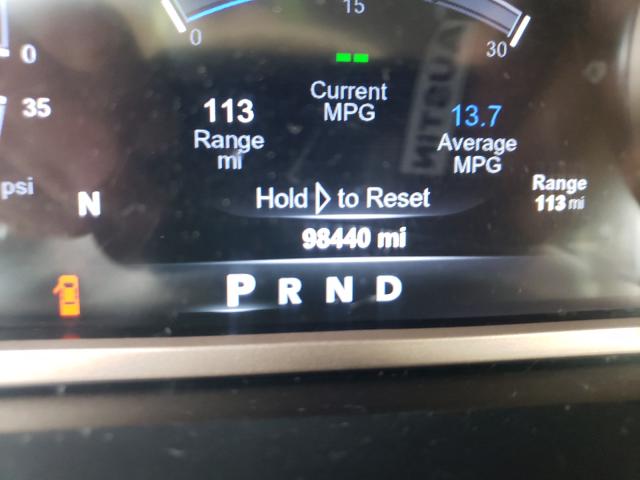 15
0
30
0
35
psi
N
Current
MPG
113
Range
mi
13.7
Average
MPG
Hold to Reset
Range
113 mi
98440 mi
P R N D